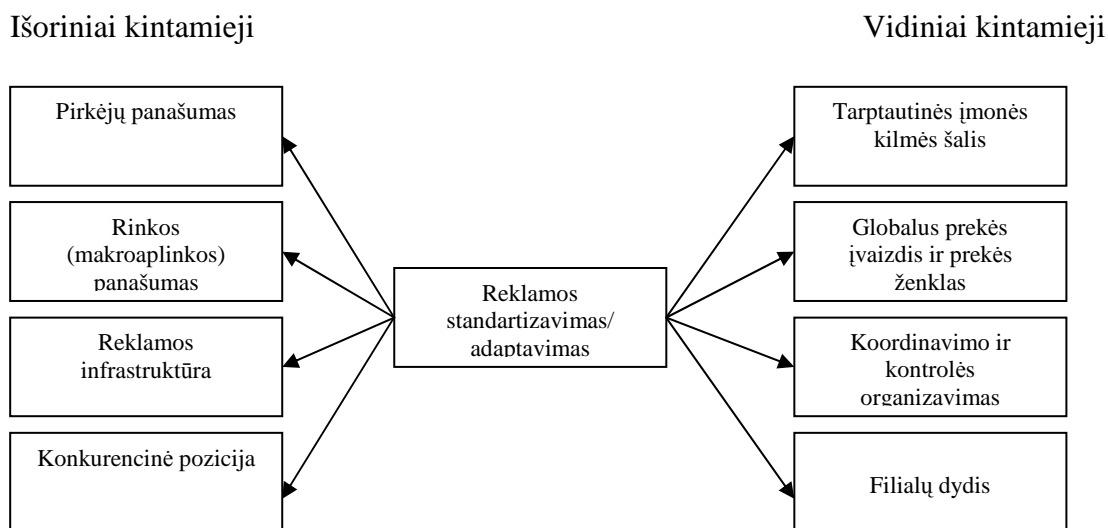 Išoriniai kintamieji
Vidiniai kintamieji
Pirkėjų panašumas
Rinkos
(makroaplinkos)
panašumas
Reklamos
infrastruktūra
Konkurencinė pozicija
Reklamos
standartizavimas/
adaptavimas
Tarptautinės įmonės
kilmės šalis
Globalus prekės
įvaizdis ir prekės
ženklas
Koordinavimo ir
kontrolės
organizavimas
Filialų dydis